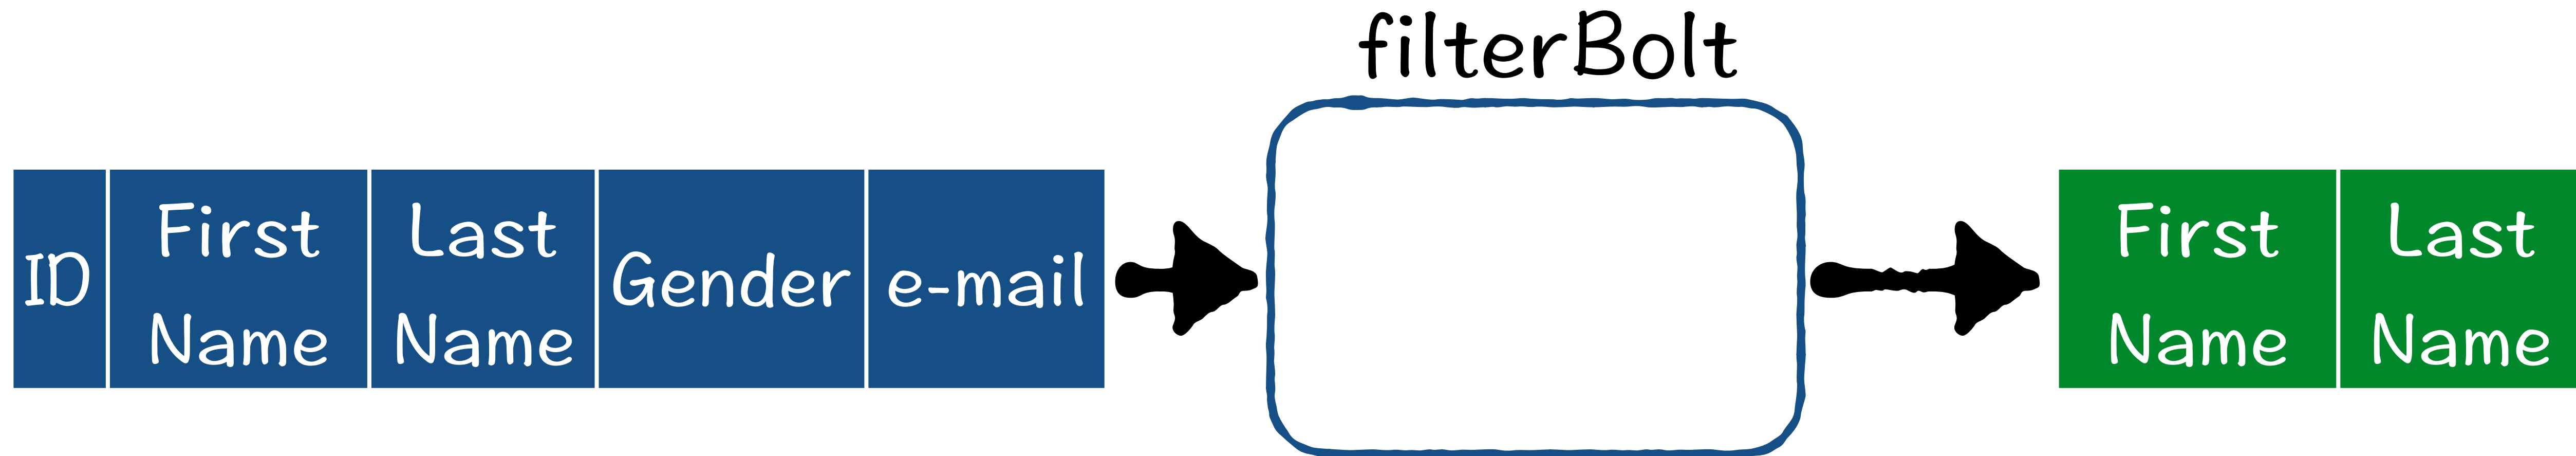 filterBolt
ID
First
Name
Last
Name
Gender
e-mail
First
Name
Last
Name